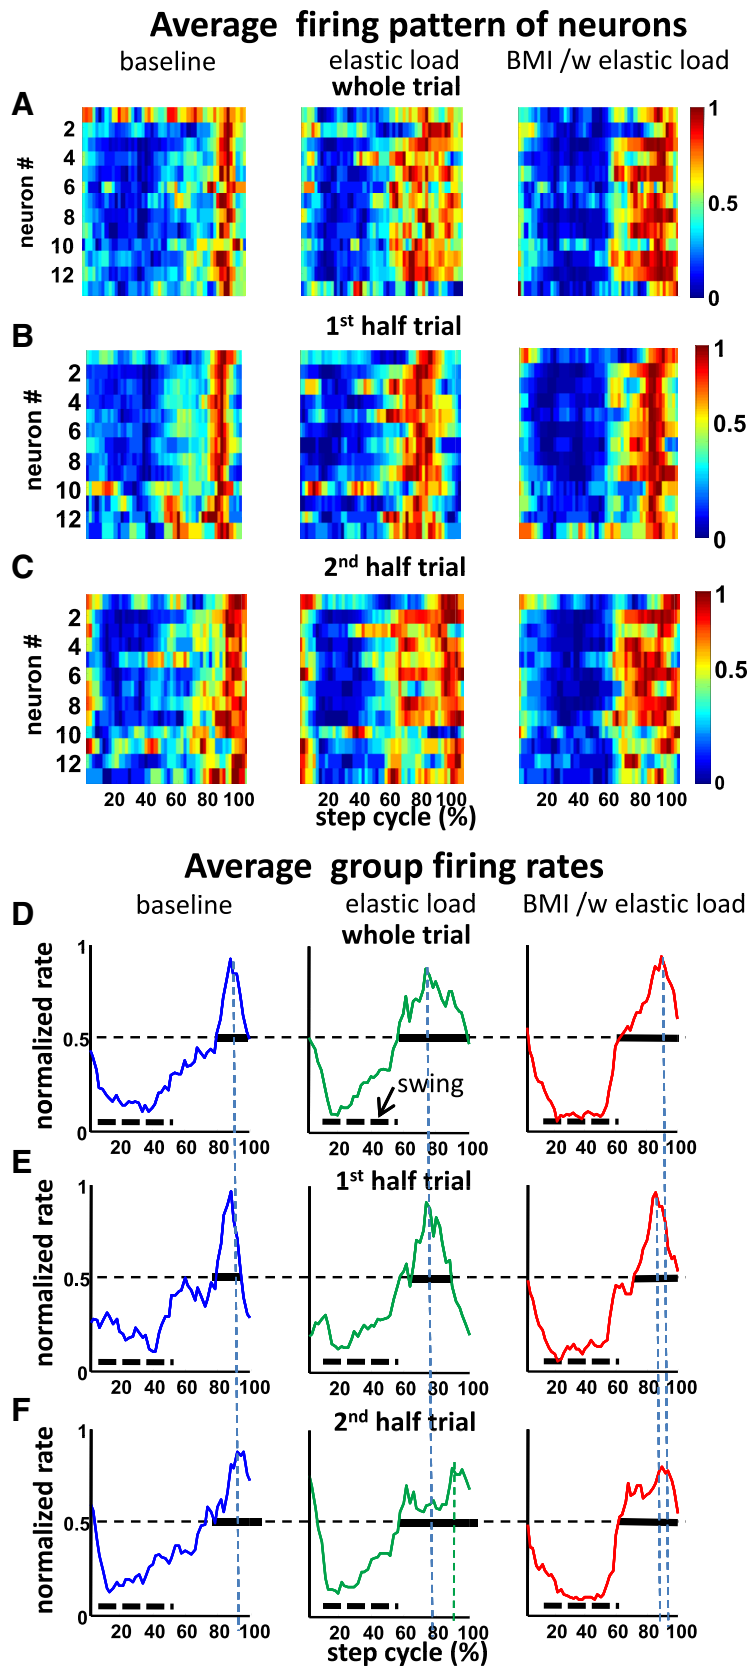 Average firing pattern of neurons
baseline
elastic load
BMI /w elastic load
whole trial
A
neuron #
2
4
6
8
10
12
1
0.5
0
B
1st half trial
neuron #
2
4
6
8
10
12
1
0.5
0
C
2nd half trial
neuron #
2
4
6
8
10
12
1
0.5
0
20 40 60 80 100
20 40 60 80 100
20 40 60 80 100
step cycle (%)
Average group firing rates
baseline
elastic load
BMI /w elastic load
D
whole trial
normalized rate
1
0.5
0
swing
20 40 60 80 100
20 40 60 80 100
20 40 60 80 100
E
1st half trial
normalized rate
1
0.5
0
20 40 60 80 100
20 40 60 80 100
20 40 60 80 100
F
2nd half trial
normalized rate
1
0.5
0
20 40 60 80 100
20 40 60 80 100
20 40 60 80 100
step cycle (%)